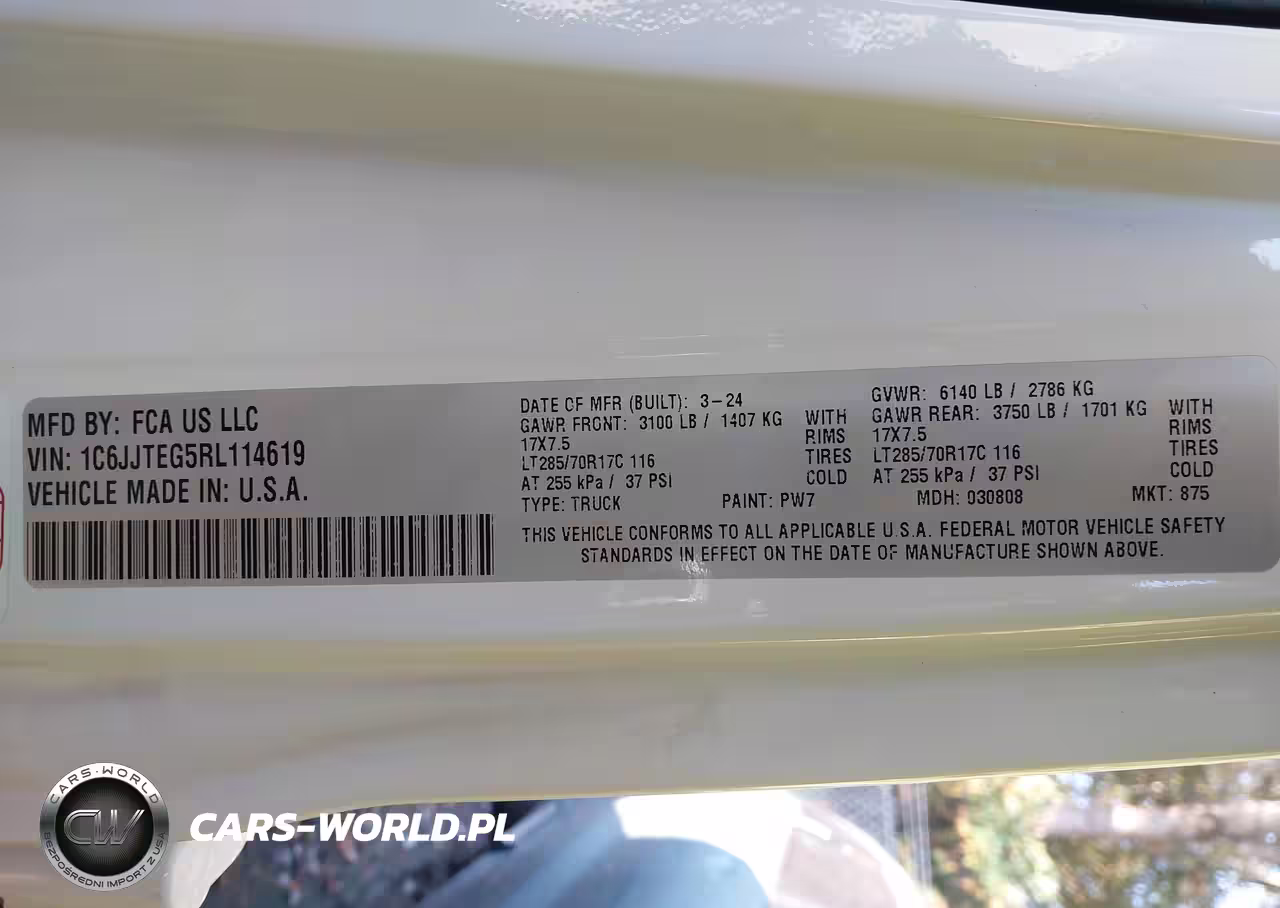 MFD BY: FCA US LLC
VIN: 1C6JJTEG5RL114619
VEHICLE MADE IN: U.S.A.
DATE OF MFR (BUILT): 3-24
GAWR FRONT: 3100 LB / 1407 KG WITH
17X7.5 RIMS
LT285/70R17C 116 TIRES
AT 255 kPa / 37 PSI COLD
GVWR: 6140 LB / 2786 KG
GAWR REAR: 3750 LB / 1701 KG WITH
17X7.5 RIMS
LT285/70R17C 116 TIRES
AT 255 kPa / 37 PSI COLD
TYPE: TRUCK PAINT: PW7 MDH: 030808 MKT: 875
THIS VEHICLE CONFORMS TO ALL APPLICABLE U.S.A. FEDERAL MOTOR VEHICLE SAFETY
STANDARDS IN EFFECT ON THE DATE OF MANUFACTURE SHOWN ABOVE.
CARS-WORLD
CW
BEZPOŚREDNI IMPORT Z USA
CARS-WORLD.PL